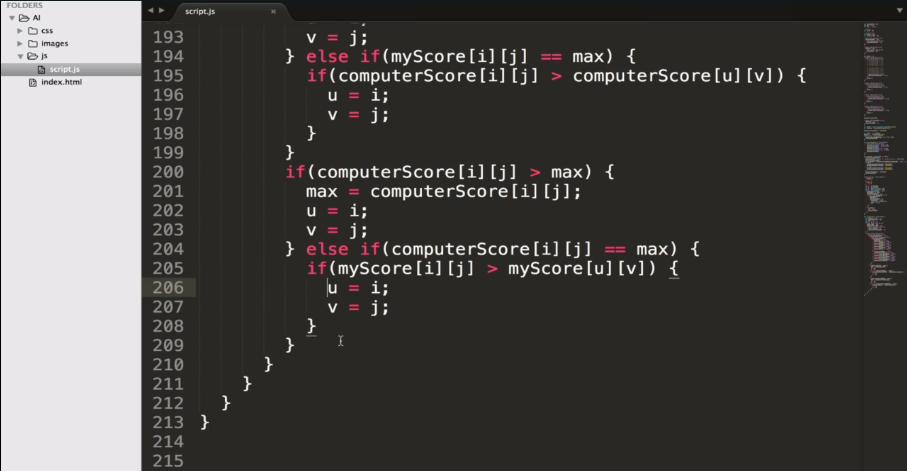 FOLDERS
AI
css
images
js
script.js
index.html
script.js
193 v = j;
194 } else if(myScore[i][j] == max) {
195 if(computerScore[i][j] > computerScore[u][v]) {
196 u = i;
197 v = j;
198 }
199 }
200 if(computerScore[i][j] > max) {
201 max = computerScore[i][j];
202 u = i;
203 v = j;
204 } else if(computerScore[i][j] == max) {
205 if(myScore[i][j] > myScore[u][v]) {
206 u = i;
207 v = j;
208 }
209 }
210 }
211 }
212 }
213 }
214
215